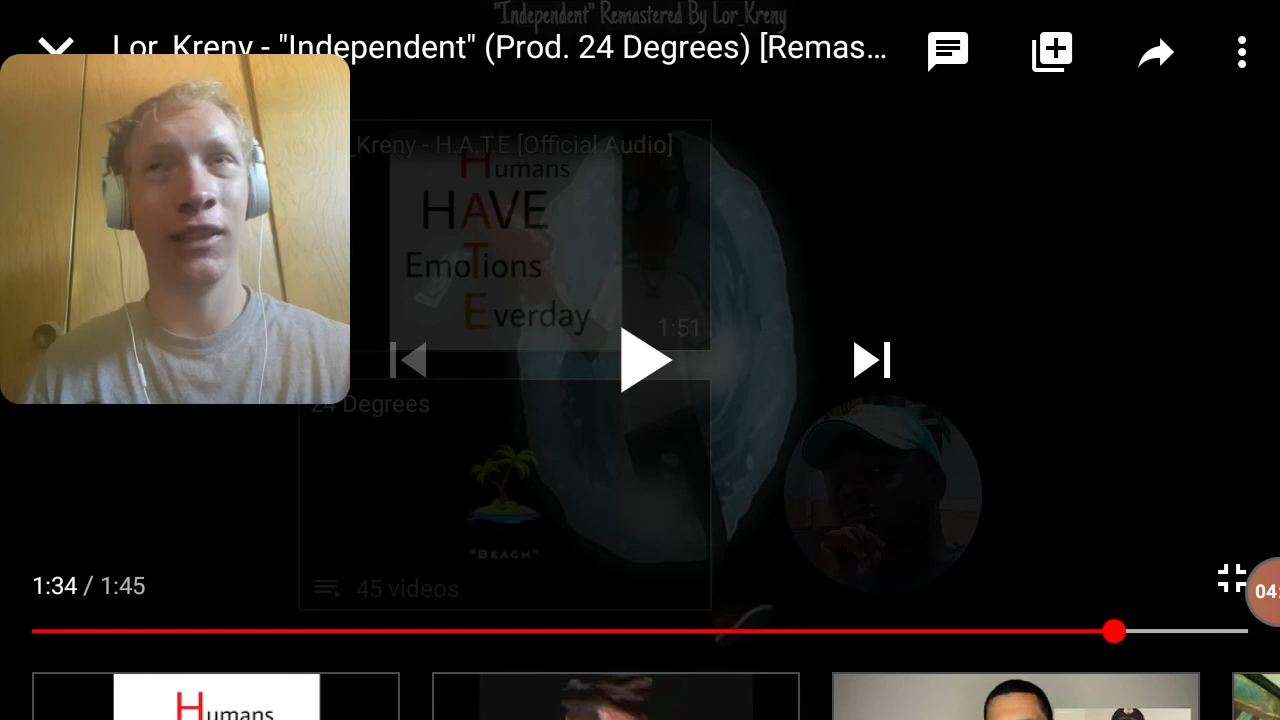 "Independent" Remastered By Lor_Kreny
Lor_Kreny - "Independent" (Prod. 24 Degrees) [Remas...
_Kreny - H.A.T.E [Official Audio]
Humans
HAVE
EmoTions
Everday
1:51
24 Degrees
"BEACH"
45 videos
1:34 / 1:45
04:
Humans